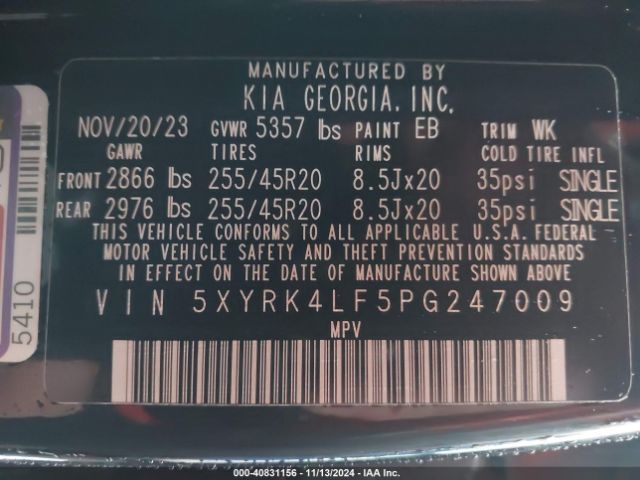 MANUFACTURED BY
KIA GEORGIA, INC.
NOV/20/23 GVWR 5357 lbs PAINT EB TRIM WK
GAWR TIRES RIMS COLD TIRE INFL
FRONT 2866 lbs 255/45R20 8.5Jx20 35psi SINGLE
REAR 2976 lbs 255/45R20 8.5Jx20 35psi SINGLE
THIS VEHICLE CONFORMS TO ALL APPLICABLE U.S.A. FEDERAL
MOTOR VEHICLE SAFETY AND THEFT PREVENTION STANDARDS
IN EFFECT ON THE DATE OF MANUFACTURE SHOWN ABOVE
VIN 5XYRK4LF5PG247009
MPV
5410
000-40831156 - 11/13/2024 - IAA Inc.